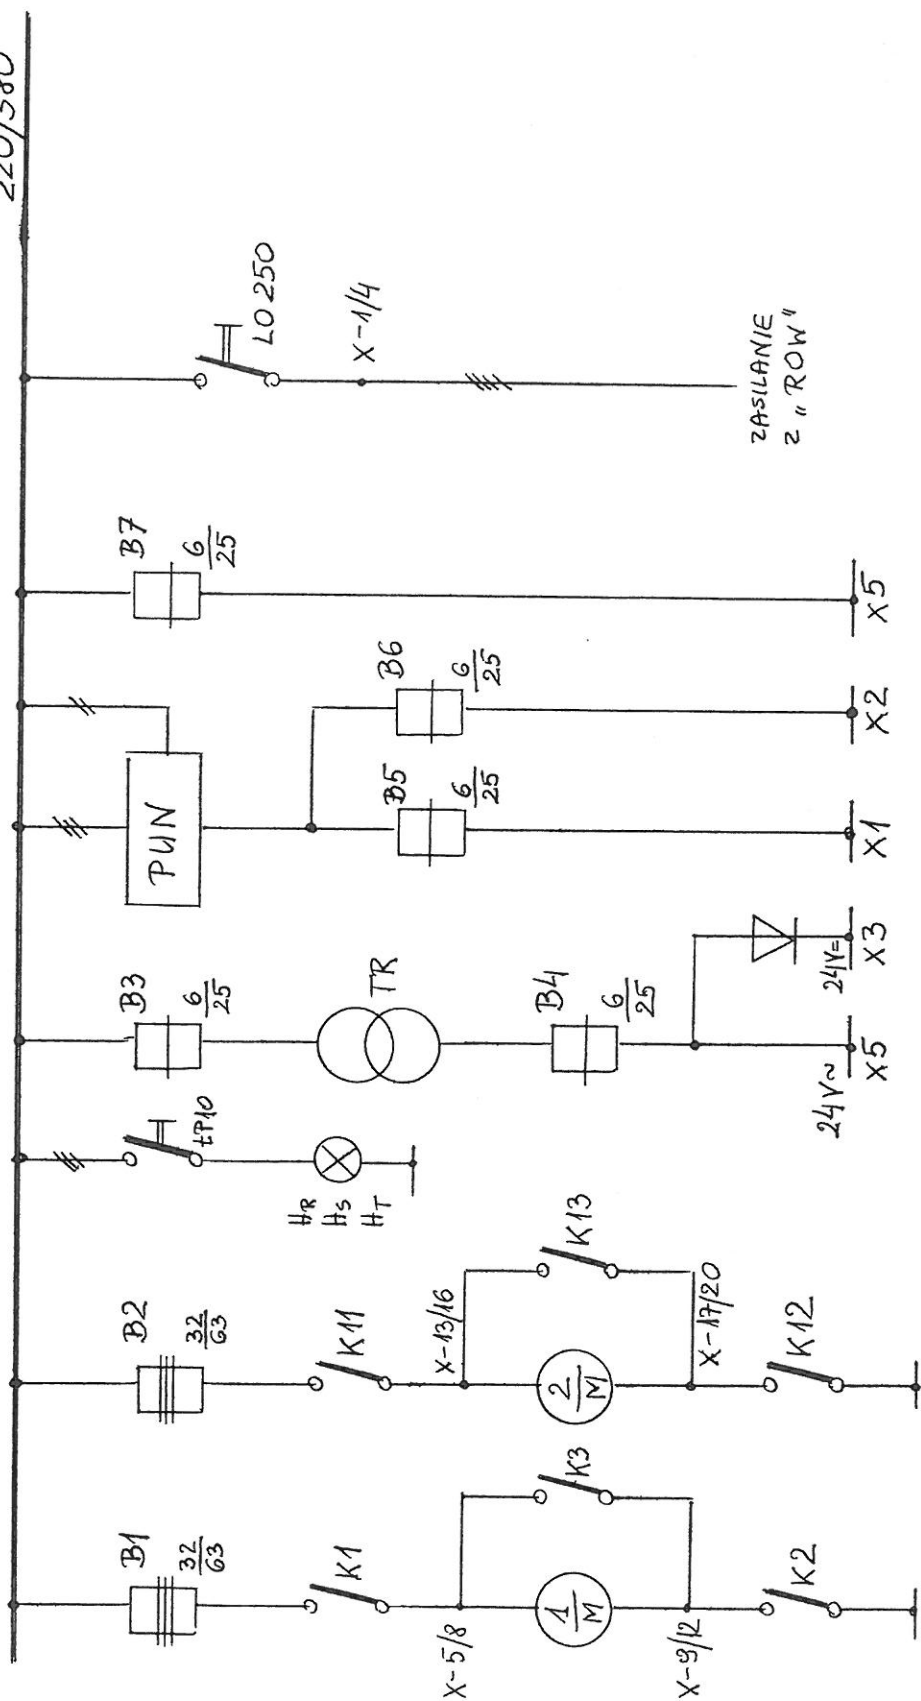 220/380
B1
32/63
K1
X-5/8
1/M
K3
X-9/12
K2
B2
32/63
K11
X-13/16
2/M
K13
X-17/20
K12
ŁP10
HR
HS
HT
B3
6/25
TR
B4
6/25
24V~
X5
24V=
X3
PUN
B5
6/25
X1
B6
6/25
X2
B7
6/25
X5
LO 250
X-1/4
ZASILANIE
Z „ROW"